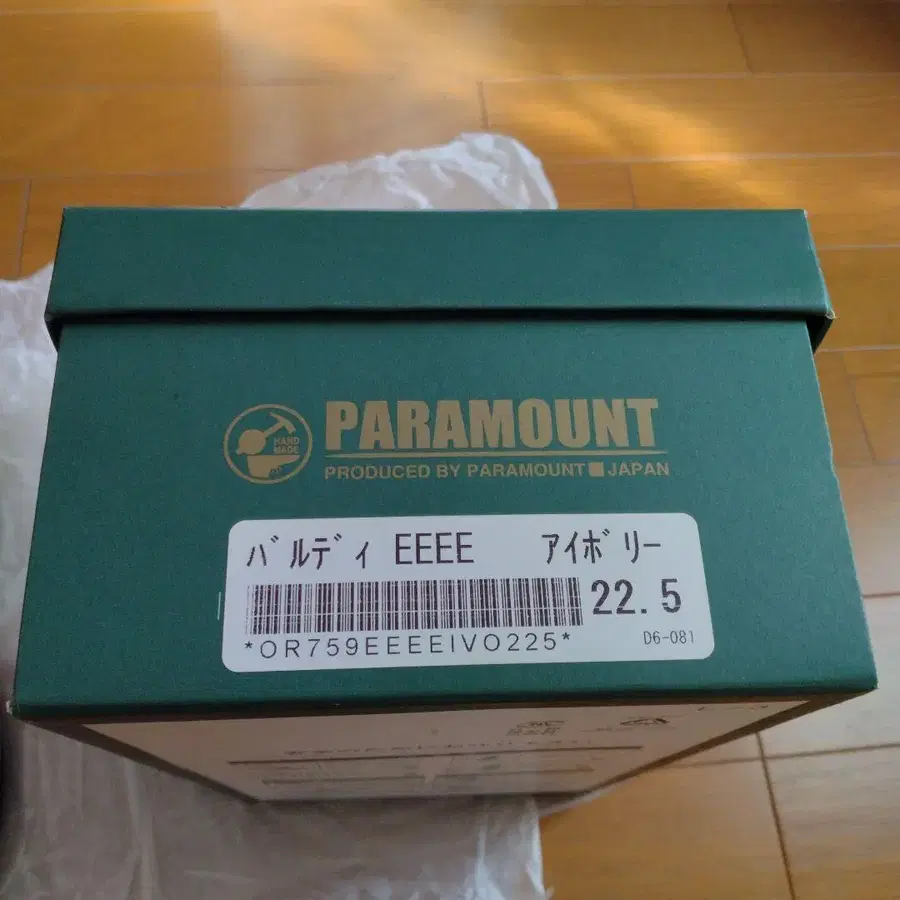 HAND
MADE
PARAMOUNT
PRODUCED BY PARAMOUNT■JAPAN
バルディ EEEE アイボリー
22.5
*OR759EEEEIVO225*
D6-081